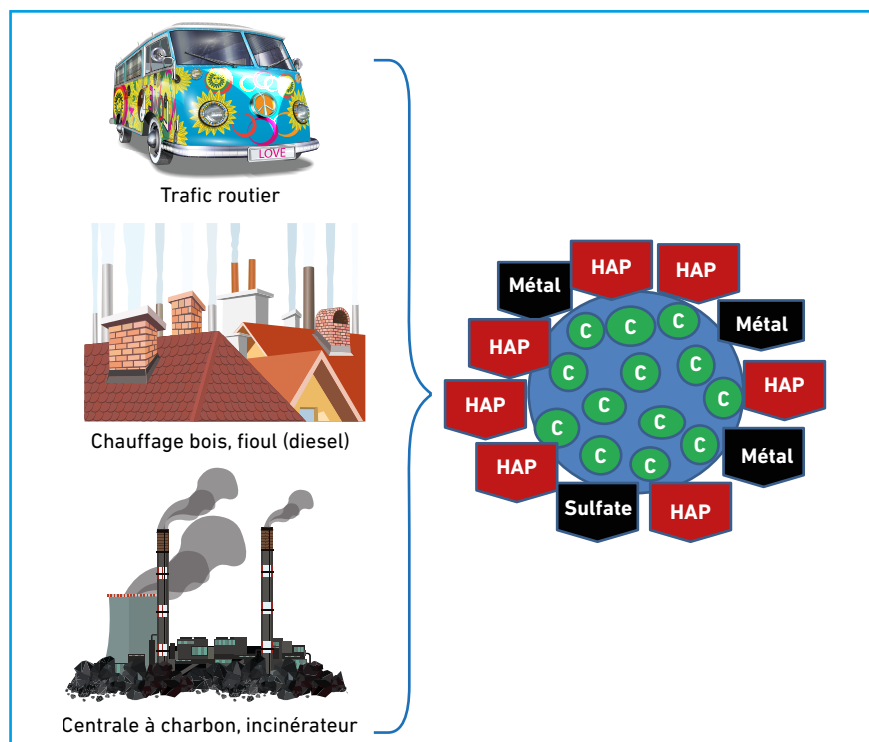 LOVE
Trafic routier
Chauffage bois, fioul (diesel)
Centrale à charbon, incinérateur
HAP
HAP
Métal
Métal
HAP
HAP
HAP
Métal
HAP
Sulfate
HAP
C
C
C
C
C
C
C
C
C
C
C
C
C